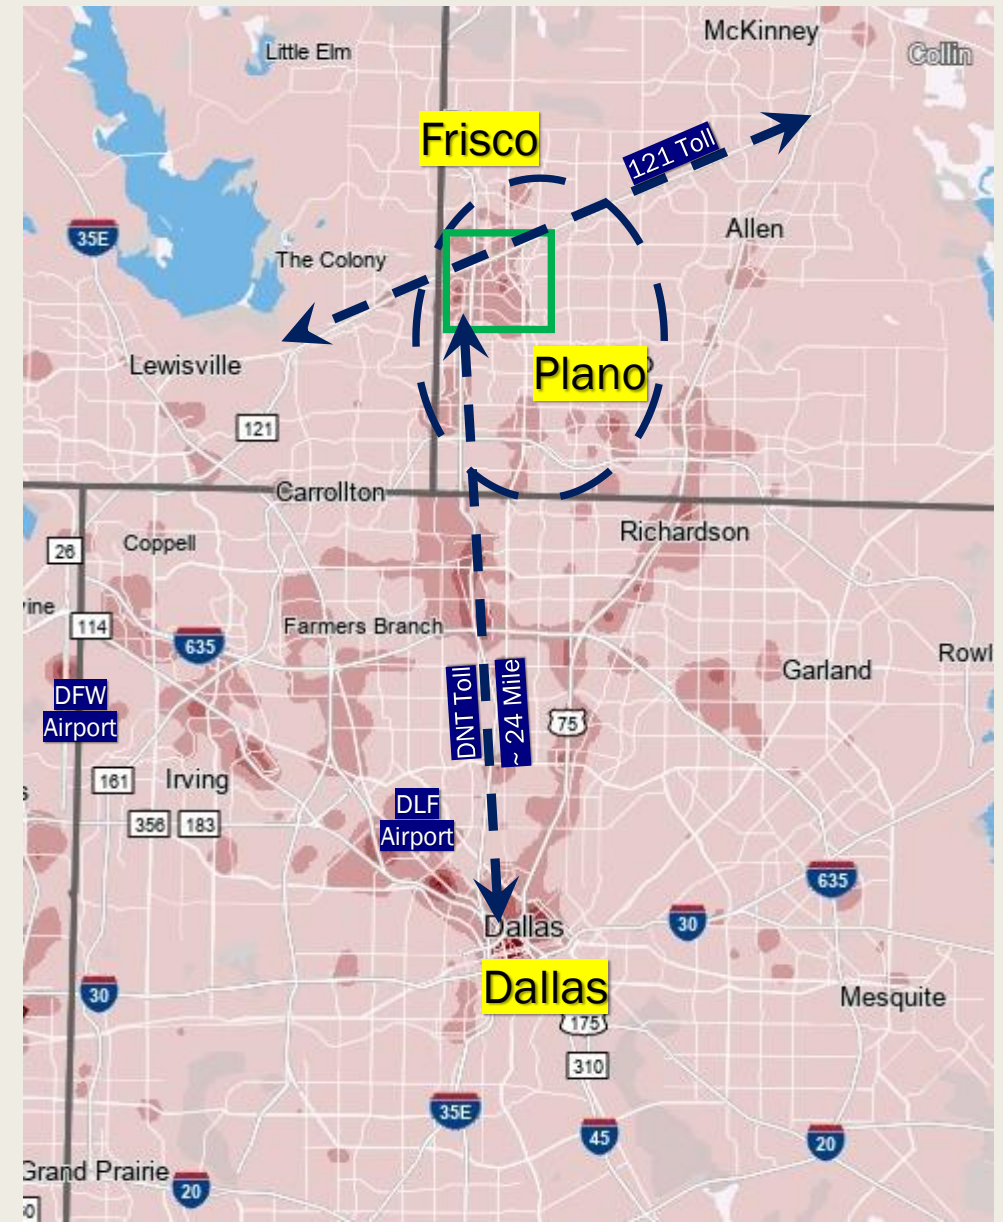 McKinney
Little Elm
Collin
Frisco
121 Toll
35E
Allen
The Colony
Lewisville
Plano
121
Carrollton
26
Coppell
Richardson
114
Farmers Branch
635
Garland
DFW
Airport
DNT Toll
~ 24 Mile
75
161
Irving
356
183
DLF
Airport
635
30
Dallas
Dallas
30
Mesquite
175
310
35E
45
20
Grand Prairie
20